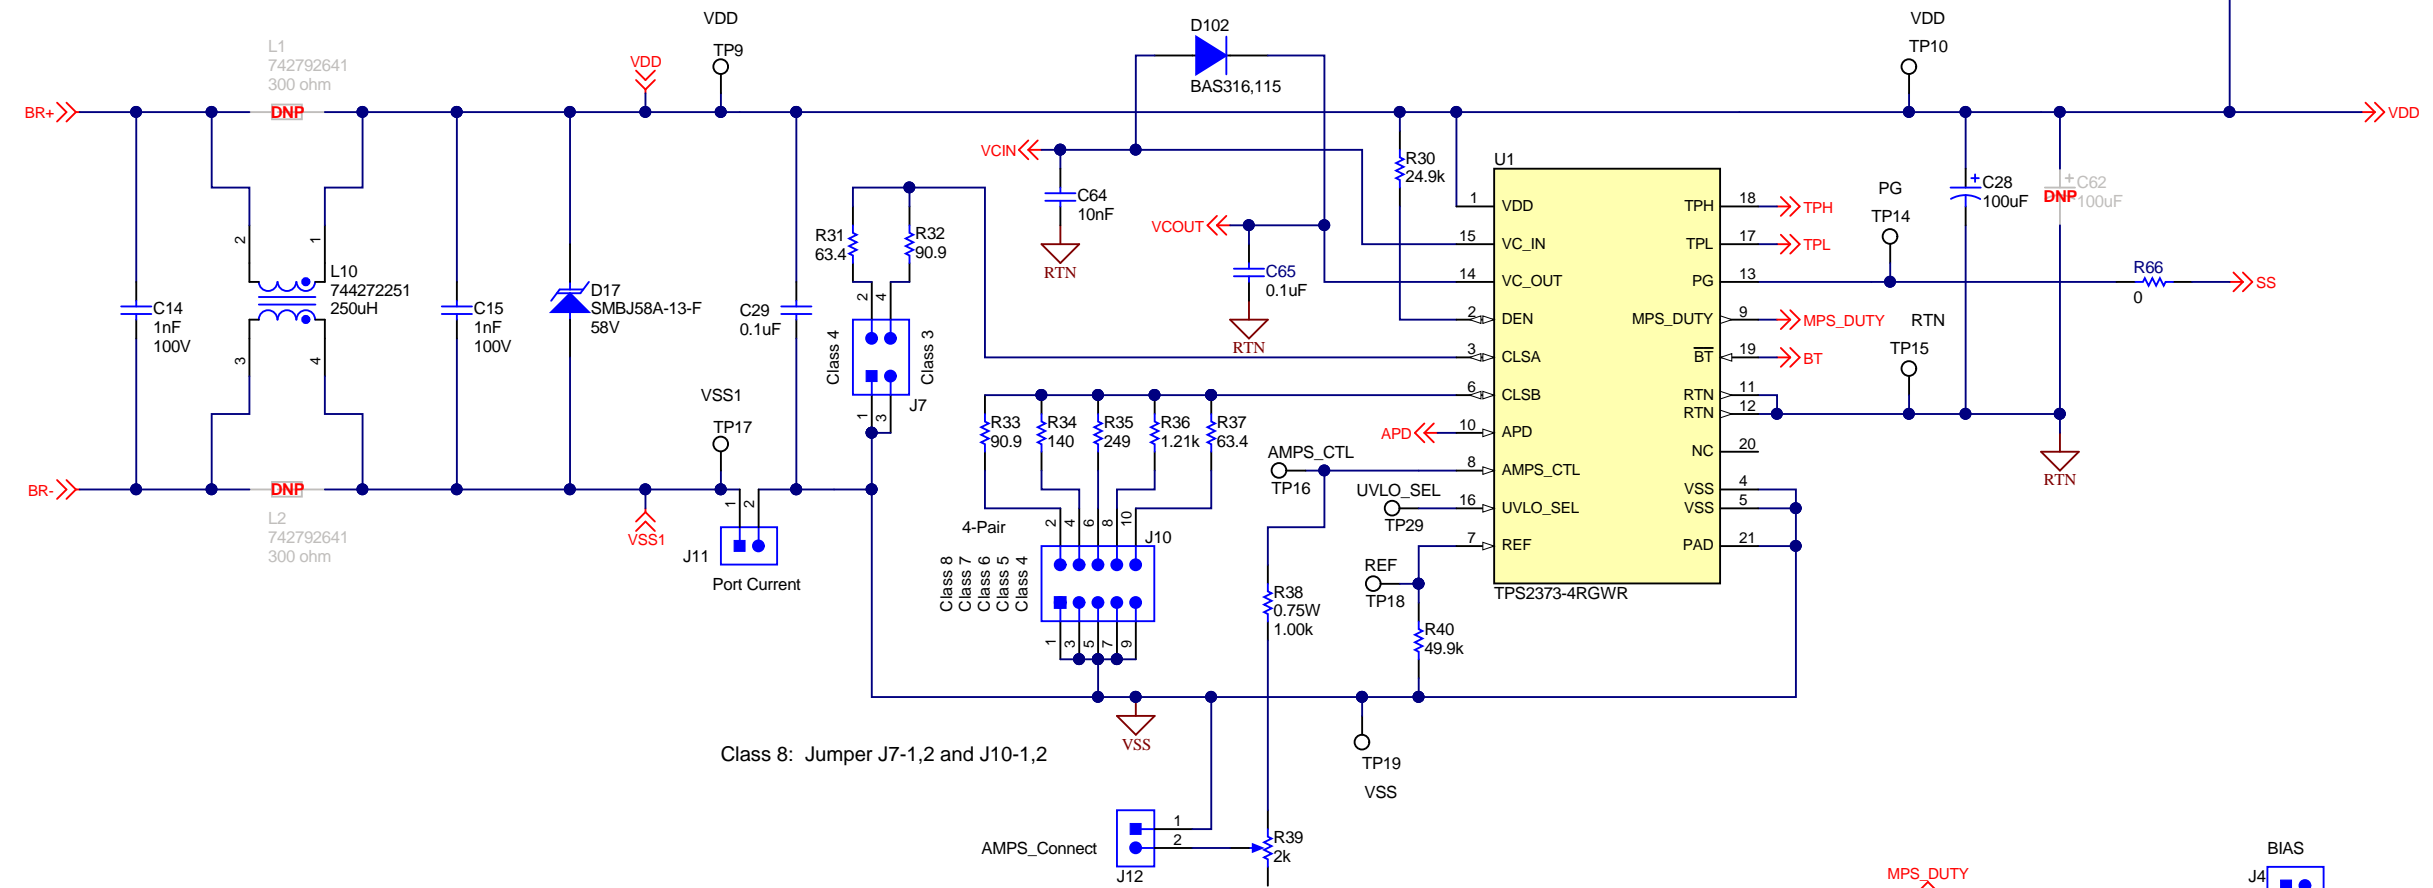 VDD
TP9
L1
742792641
300 ohm
DNP
BR+
VDD
D102
BAS316,115
VDD
TP10
VDD
VCIN
C64
10nF
RTN
VCOUT
C65
0.1uF
RTN
R30
24.9k
R31
63.4
R32
90.9
2
4
Class 4
Class 3
1
3
J7
C14
1nF
100V
2
1
L10
744272251
250uH
3
4
C15
1nF
100V
D17
SMBJ58A-13-F
58V
C29
0.1uF
VSS1
TP17
BR-
DNP
L2
742792641
300 ohm
VSS1
1
2
J11
Port Current
U1
1
VDD
15
VC_IN
14
VC_OUT
2
DEN
3
CLSA
6
CLSB
10
APD
8
AMPS_CTL
16
UVLO_SEL
7
REF
TPH
18
TPH
TPL
17
TPL
PG
13
MPS_DUTY
9
MPS_DUTY
BT
19
BT
RTN
11
RTN
12
NC
20
VSS
4
VSS
5
PAD
21
TPS2373-4RGWR
PG
TP14
RTN
TP15
+
C28
100uF
+
C62
DNP
100uF
R66
0
SS
RTN
APD
AMPS_CTL
TP16
UVLO_SEL
TP29
REF
TP18
R33
90.9
R34
140
R35
249
R36
1.21k
R37
63.4
4-Pair
2
4
6
8
10
J10
Class 8
Class 7
Class 6
Class 5
Class 4
1
3
5
7
9
R38
0.75W
1.00k
R40
49.9k
VSS
TP19
VSS
Class 8: Jumper J7-1,2 and J10-1,2
AMPS_Connect
1
2
J12
R39
2k
MPS_DUTY
BIAS
J4